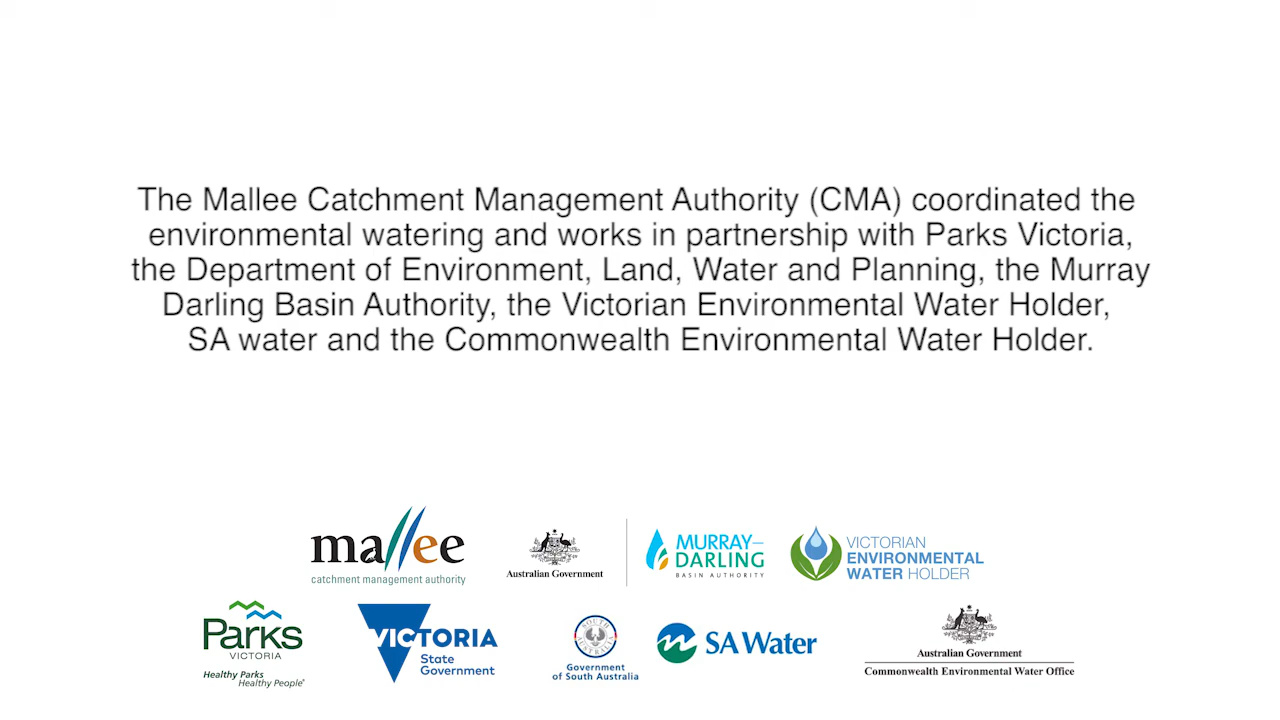 The Mallee Catchment Management Authority (CMA) coordinated the
environmental watering and works in partnership with Parks Victoria,
the Department of Environment, Land, Water and Planning, the Murray
Darling Basin Authority, the Victorian Environmental Water Holder,
SA water and the Commonwealth Environmental Water Holder.
mallee
catchment management authority
Australian Government
MURRAY—
DARLING
BASIN AUTHORITY
VICTORIAN
ENVIRONMENTAL
WATER HOLDER
Parks
VICTORIA
Healthy Parks
Healthy People®
VICTORIA
State
Government
SOUTH
AUSTRALIA
Government
of South Australia
SA Water
Australian Government
Commonwealth Environmental Water Office